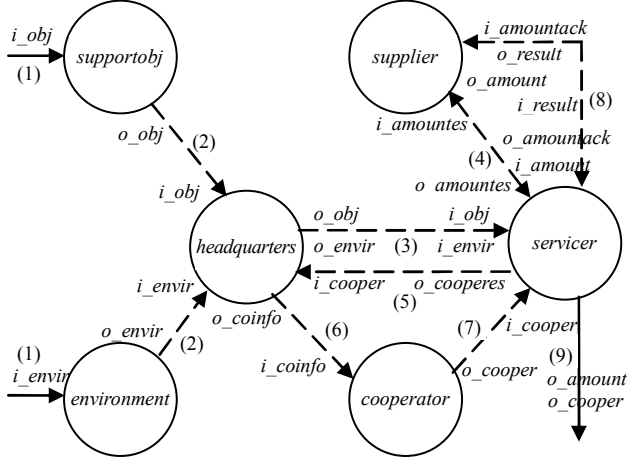 i_obj
(1)
supportobj
supplier
i_amountack
o_result
o_amount
i_result
(8)
o_obj
(2)
i_amountes
o_amountack
(4)
i_amount
i_obj
o_amountes
headquarters
o_obj
i_obj
o_envir
(3)
i_envir
servicer
i_envir
i_cooper
o_cooperes
(5)
o_envir
(2)
o_coinfo
(6)
(7)
i_cooper
(1)
i_envir
environment
i_coinfo
cooperator
o_cooper
(9)
o_amount
o_cooper